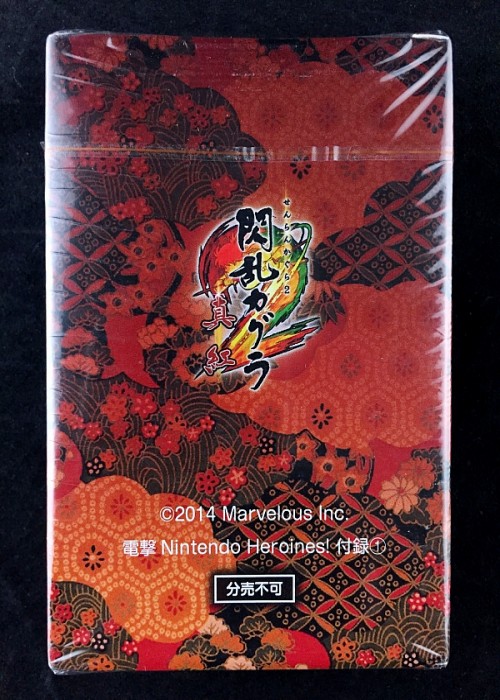 せんらんかぐら2
閃乱カグラ
2
真紅
©2014 Marvelous Inc.
電撃 Nintendo Heroines! 付録①
分売不可